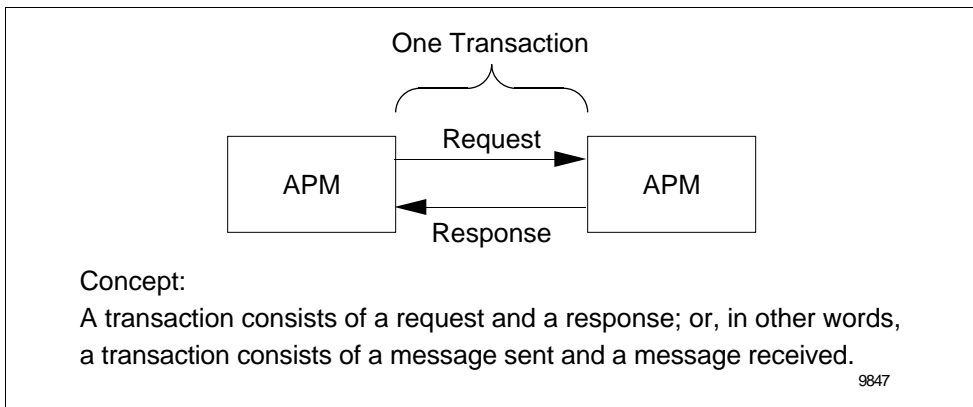 One Transaction
Request
APM
APM
Response
Concept:
A transaction consists of a request and a response; or, in other words,
a transaction consists of a message sent and a message received.
9847